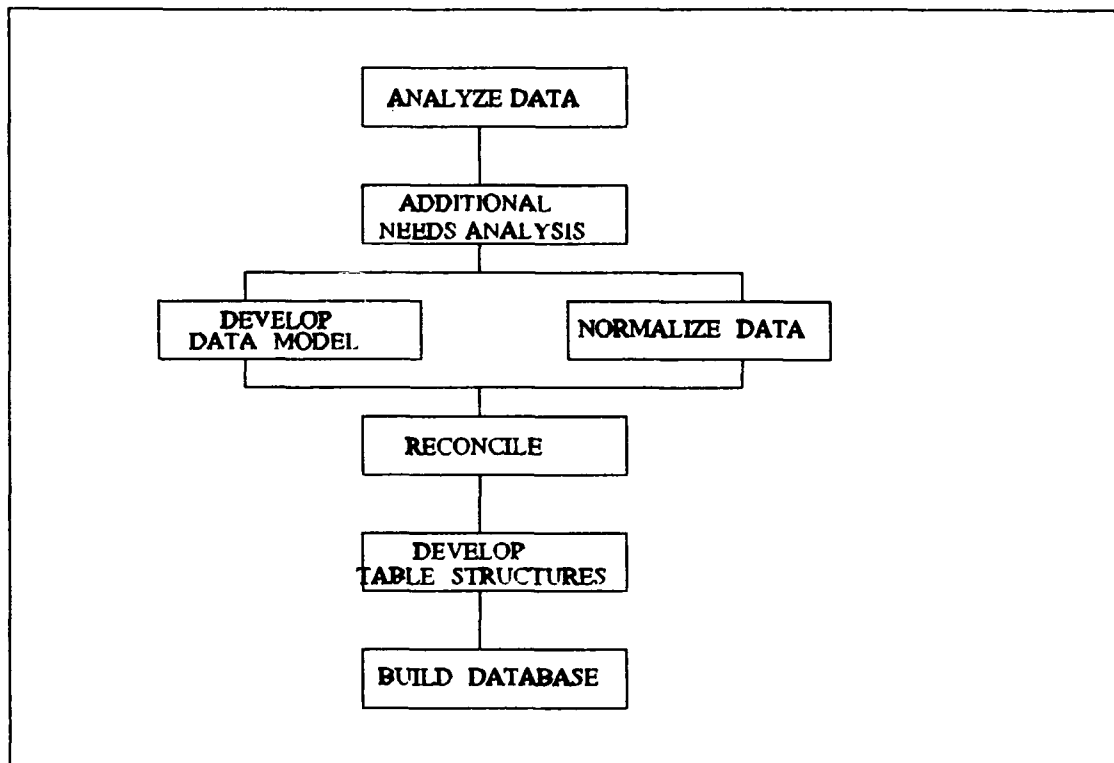 ANALYZE DATA
ADDITIONAL
NEEDS ANALYSIS
DEVELOP
DATA MODEL
NORMALIZE DATA
RECONCILE
DEVELOP
TABLE STRUCTURES
BUILD DATABASE